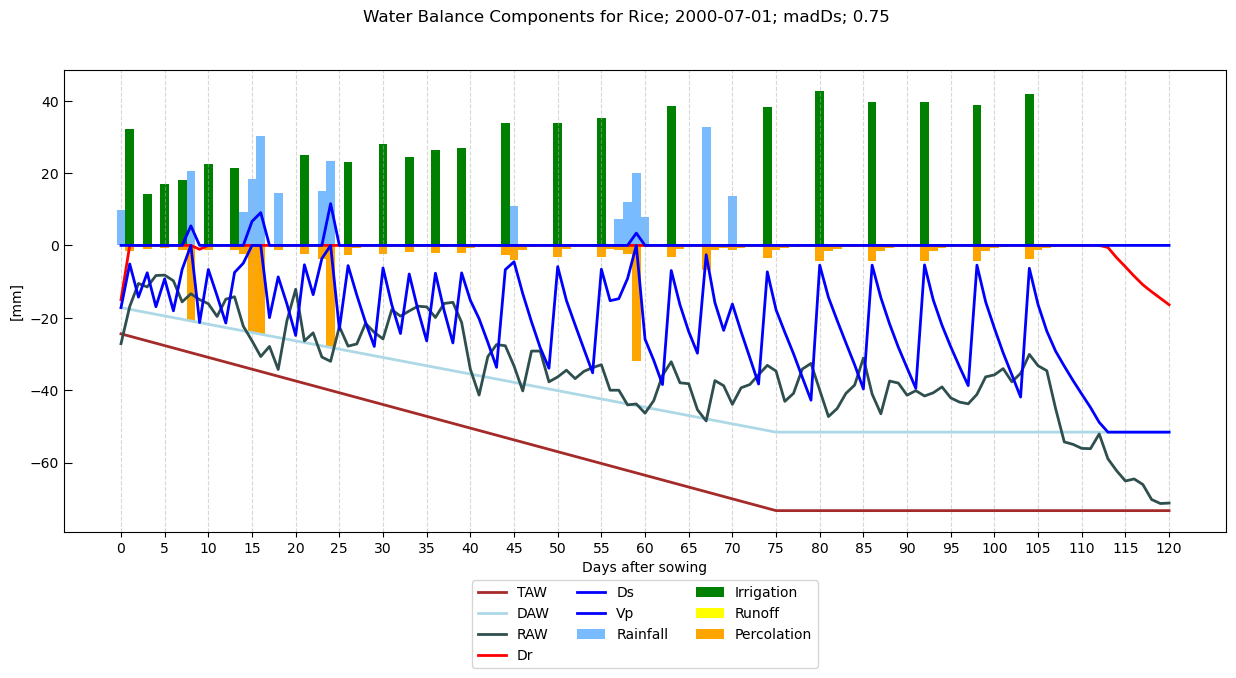 Water Balance Components for Rice; 2000-07-01; madDs; 0.75
40
20
0
−20
−40
−60
[mm]
0 5 10 15 20 25 30 35 40 45 50 55 60 65 70 75 80 85 90 95 100 105 110 115 120
Days after sowing
TAW Ds Irrigation
DAW Vp Runoff
RAW Rainfall Percolation
Dr